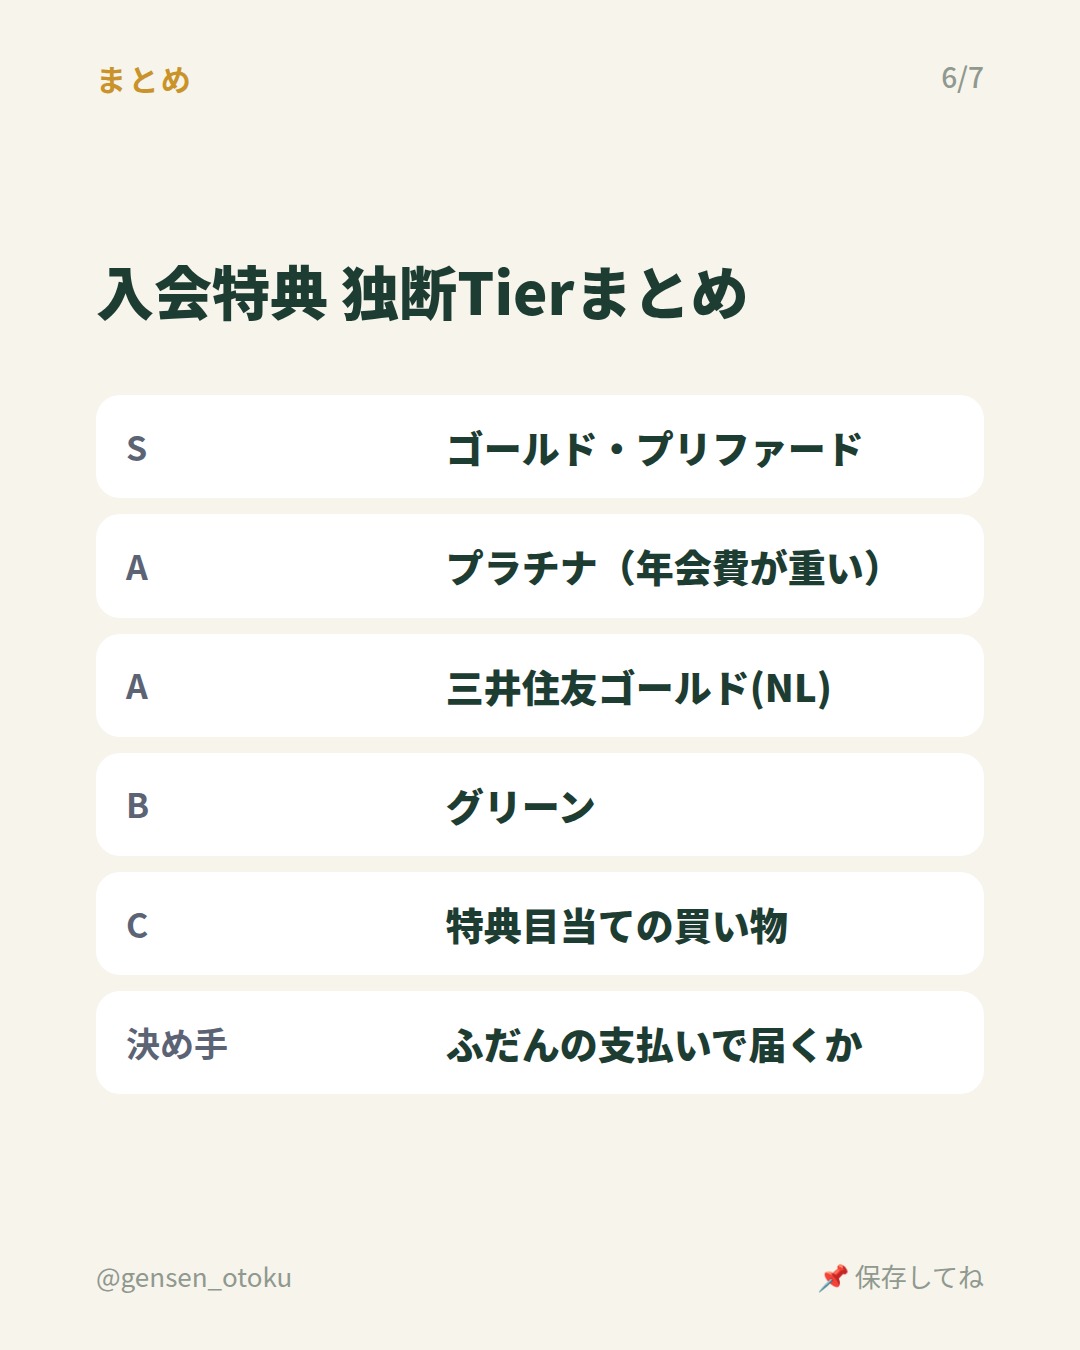 まとめ
6/7
入会特典 独断Tierまとめ
S ゴールド・プリファード
A プラチナ（年会費が重い）
A 三井住友ゴールド(NL)
B グリーン
C 特典目当ての買い物
決め手 ふだんの支払いで届くか
@gensen_otoku
📌 保存してね